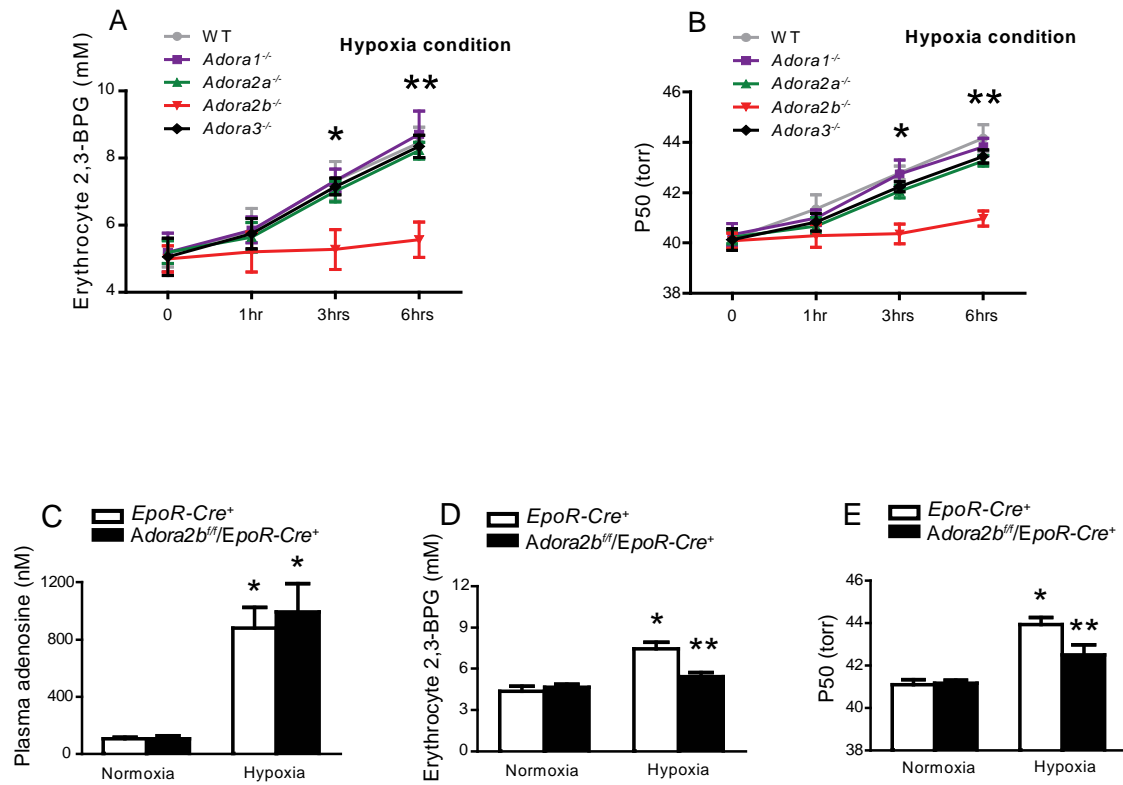 A
WT
Adora1-/-
Adora2a-/-
Adora2b-/-
Adora3-/-
Hypoxia condition
**
*
Erythrocyte 2,3-BPG (mM)
10
8
6
4
0
1hr
3hrs
6hrs
B
WT
Adora1-/-
Adora2a-/-
Adora2b-/-
Adora3-/-
Hypoxia condition
**
*
P50 (torr)
46
44
42
40
38
0
1hr
3hrs
6hrs
C
EpoR-Cre+
Adora2bf/f/EpoR-Cre+
Plasma adenosine (nM)
1200
800
400
0
*
*
Normoxia
Hypoxia
D
EpoR-Cre+
Adora2bf/f/EpoR-Cre+
Erythrocyte 2,3-BPG (mM)
12
9
6
3
0
*
**
Normoxia
Hypoxia
E
EpoR-Cre+
Adora2bf/f/EpoR-Cre+
P50 (torr)
46
44
42
40
38
*
**
Normoxia
Hypoxia